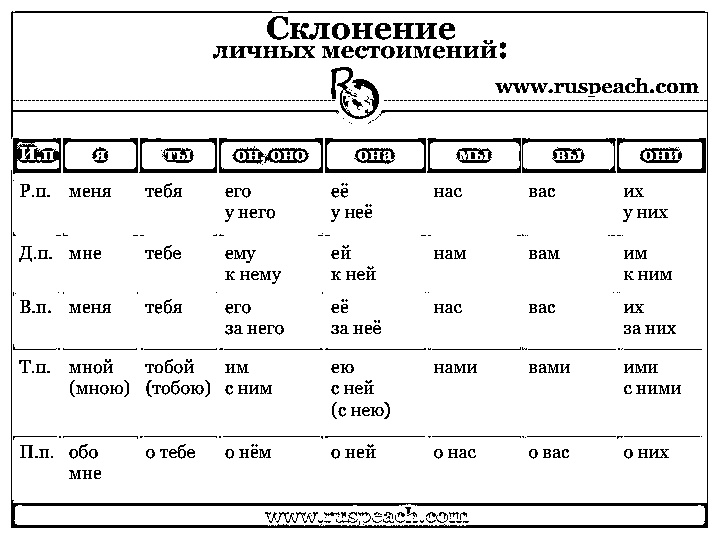 Склонение
личных местоимений:
R
www.ruspeach.com
И.п я ты он,оно она мы вы они
Р.п. меня тебя его её нас вас их
у него у неё у них
Д.п. мне тебе ему ей нам вам им
к нему к ней к ним
В.п. меня тебя его её нас вас их
за него за неё за них
Т.п. мной тобой им ею нами вами ими
(мною) (тобою) с ним с ней с ними
(с нею)
П.п. обо о тебе о нём о ней о нас о вас о них
мне
www.ruspeach.com